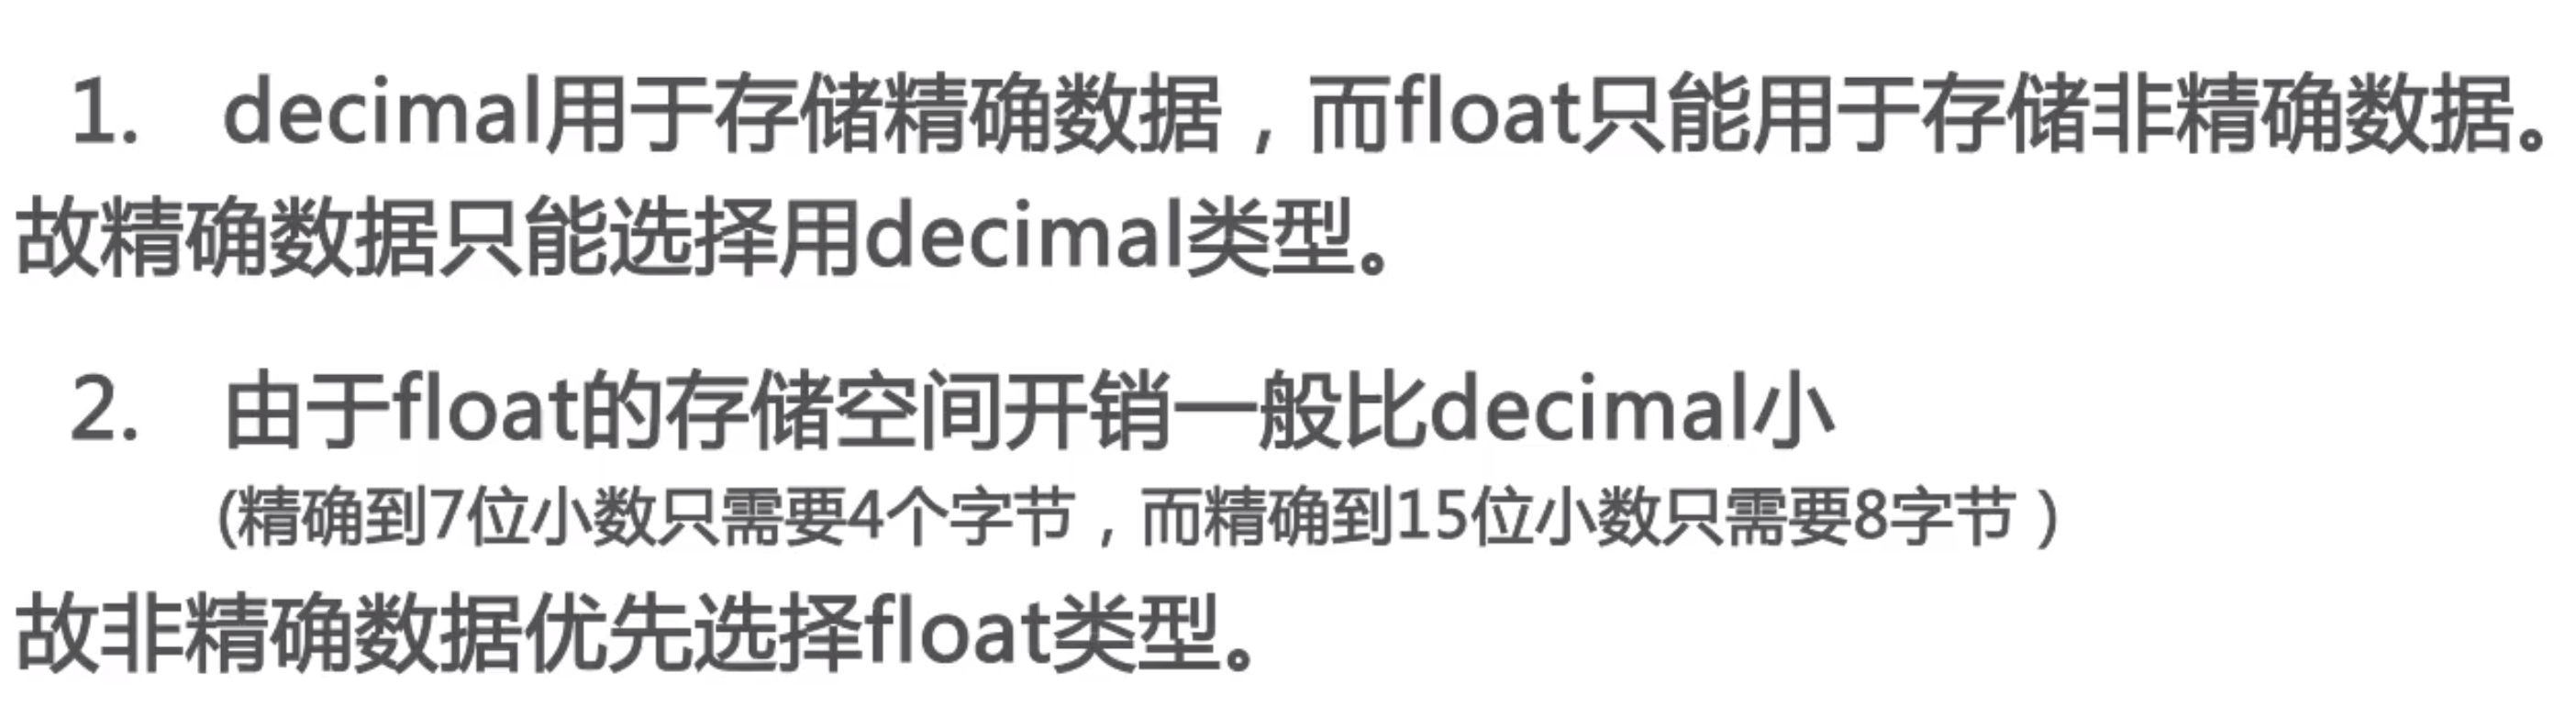 1. decimal用于存储精确数据，而float只能用于存储非精确数据。
故精确数据只能选择用decimal类型。
2. 由于float的存储空间开销一般比decimal小
(精确到7位小数只需要4个字节，而精确到15位小数只需要8字节）
故非精确数据优先选择float类型。